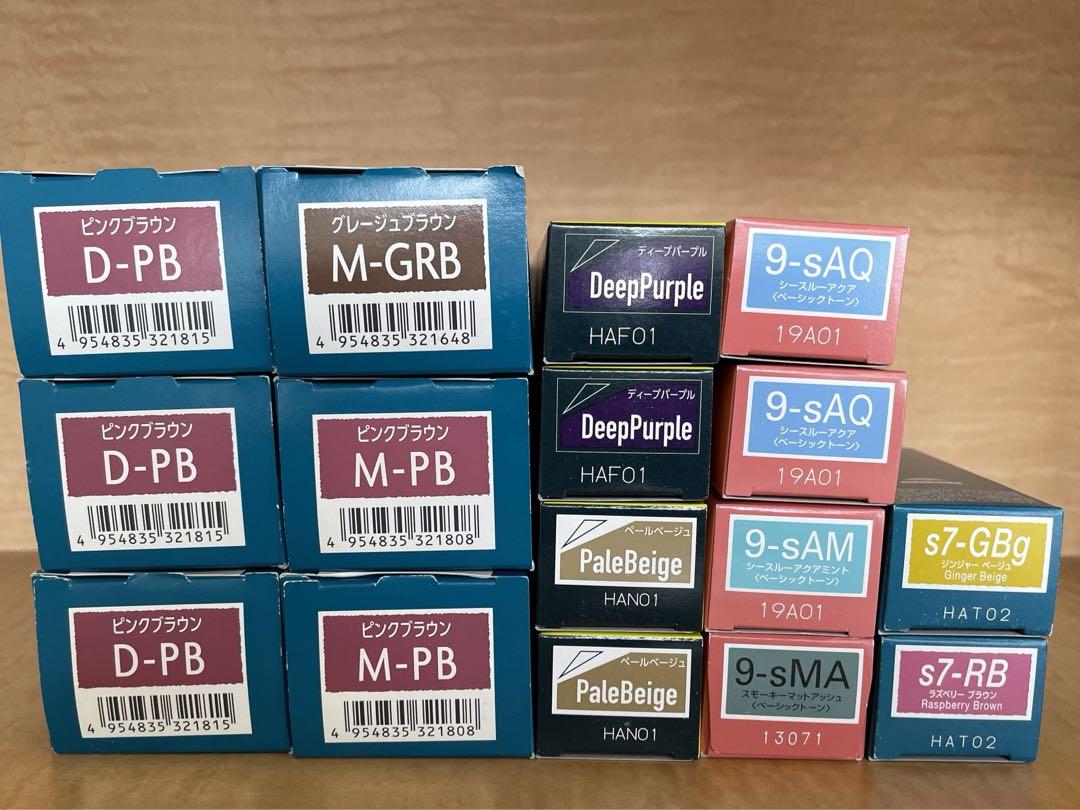 ピンクブラウン
D-PB
4 954835 321815
グレージュブラウン
M-GRB
4 954835 321648
ピンクブラウン
D-PB
4 954835 321815
ピンクブラウン
M-PB
4 954835 321808
ピンクブラウン
D-PB
4 954835 321815
ピンクブラウン
M-PB
4 954835 321808
ディープパープル
DeepPurple
HAF01
ディープパープル
DeepPurple
HAF01
ペールベージュ
PaleBeige
HAN01
ペールベージュ
PaleBeige
HAN01
9-sAQ
シースルーアクア
〈ベーシックトーン〉
19A01
9-sAQ
シースルーアクア
〈ベーシックトーン〉
19A01
9-sAM
シースルーアクアミント
〈ベーシックトーン〉
19A01
9-sMA
スモーキーマットアッシュ
〈ベーシックトーン〉
13071
s7-GBg
ジンジャー ベージュ
Ginger Beige
HAT02
s7-RB
ラズベリー ブラウン
Raspberry Brown
HAT02